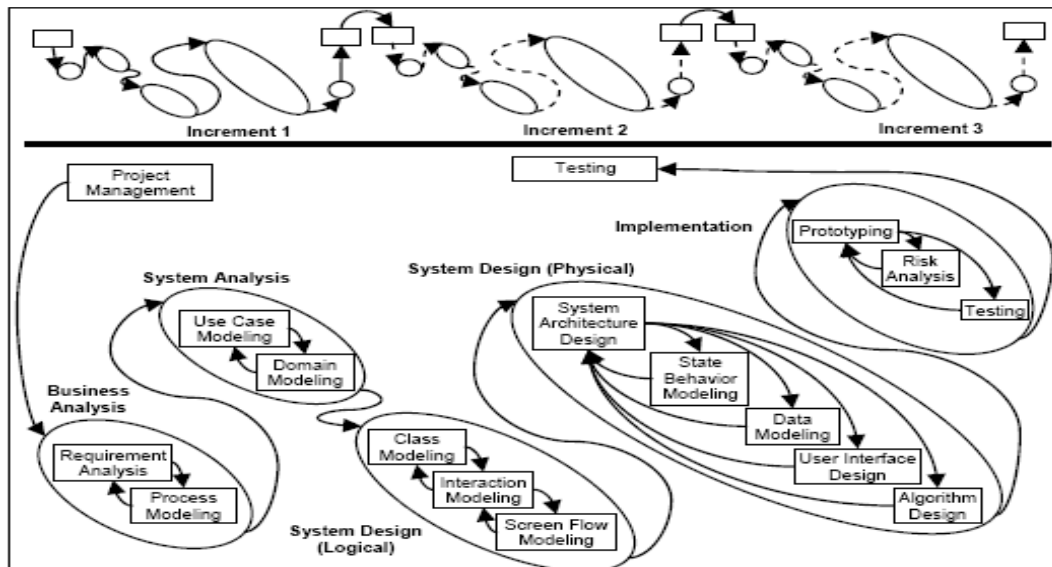 Increment 1
Increment 2
Increment 3
Project
Management
Testing
Implementation
Prototyping
Risk
Analysis
Testing
System Analysis
Use Case
Modeling
Domain
Modeling
System Design (Physical)
System
Architecture
Design
State
Behavior
Modeling
Data
Modeling
User Interface
Design
Algorithm
Design
Business
Analysis
Requirement
Analysis
Process
Modeling
Class
Modeling
Interaction
Modeling
Screen Flow
Modeling
System Design
(Logical)